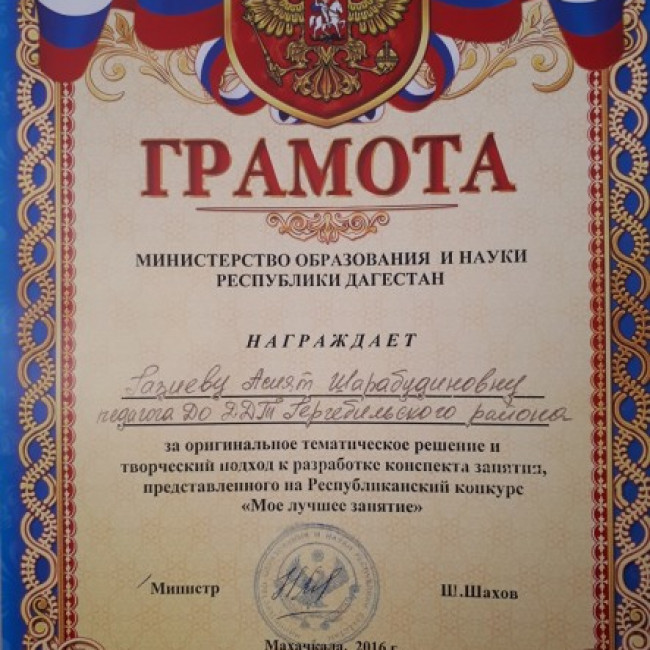 ГРАМОТА
МИНИСТЕРСТВО ОБРАЗОВАНИЯ И НАУКИ
РЕСПУБЛИКИ ДАГЕСТАН
НАГРАЖДАЕТ
Разиеву Асият Шарабудиновну
педагога ДО ДДТ Гергебильского района
за оригинальное тематическое решение и
творческий подход к разработке конспекта занятия,
представленного на Республиканский конкурс
«Мое лучшее занятие»
Министр
Ш.Шахов
Махачкала, 2016 г.